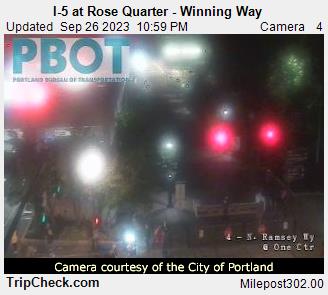 I-5 at Rose Quarter - Winning Way
Updated Sep 26 2023 10:59 PM Camera 4
PBOT
PORTLAND BUREAU OF TRANSPORTATION
4 - N. Ramsey Wy
@ One Ctr
Camera courtesy of the City of Portland
TripCheck.com Milepost302.00